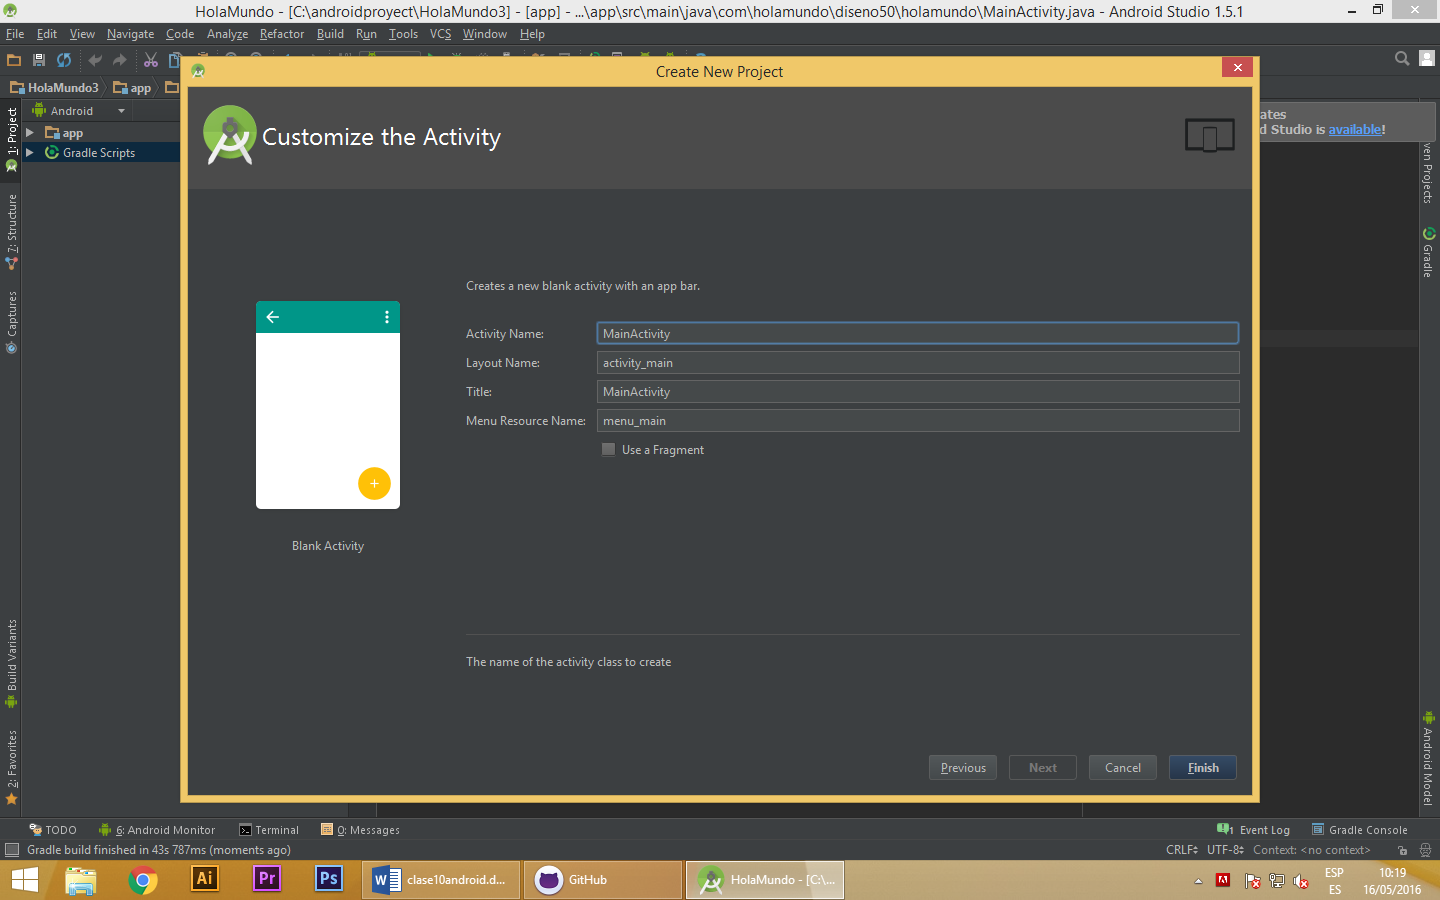 HolaMundo - [C:\androidproyect\HolaMundo3] - [app] - ...\app\src\main\java\com\holamundo\diseno50\holamundo\MainActivity.java - Android Studio 1.5.1
File Edit View Navigate Code Analyze Refactor Build Run Tools VCS Window Help
HolaMundo3 app
Create New Project
Customize the Activity
ates
d Studio is available!
1: Project
Android
app
Gradle Scripts
7: Structure
Captures
Build Variants
2: Favorites
Creates a new blank activity with an app bar.
Activity Name: MainActivity
Layout Name: activity_main
Title: MainActivity
Menu Resource Name: menu_main
Use a Fragment
Blank Activity
The name of the activity class to create
Previous Next Cancel Finish
ven Projects
Gradle
Android Model
TODO 6: Android Monitor Terminal 0: Messages Event Log Gradle Console
Gradle build finished in 43s 787ms (moments ago) CRLF UTF-8 Context: <no context>
Ai Pr Ps clase10android.d... GitHub HolaMundo - [C:\... ESP 10:19
ES 16/05/2016